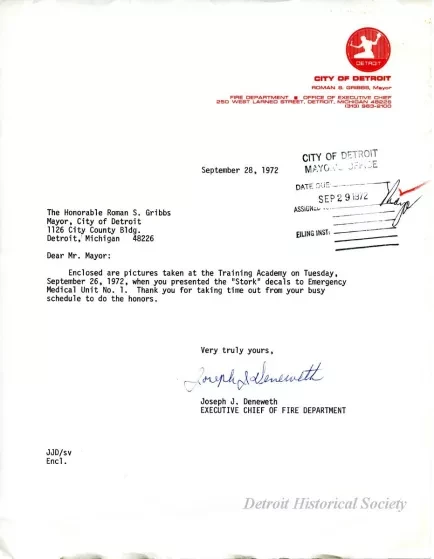 DETROIT
CITY OF DETROIT
ROMAN S. GRIBBS, Mayor
FIRE DEPARTMENT ■ OFFICE OF EXECUTIVE CHIEF
250 WEST LARNED STREET, DETROIT, MICHIGAN 48226
(313) 963-2100
September 28, 1972
CITY OF DETROIT
MAYOR'S OFFICE
DATE DUE
SEP 29 1972
ASSIGNED
FILING INST:
The Honorable Roman S. Gribbs
Mayor, City of Detroit
1126 City County Bldg.
Detroit, Michigan 48226
Dear Mr. Mayor:
Enclosed are pictures taken at the Training Academy on Tuesday,
September 26, 1972, when you presented the "Stork" decals to Emergency
Medical Unit No. 1. Thank you for taking time out from your busy
schedule to do the honors.
Very truly yours,
Joseph J Deneweth
Joseph J. Deneweth
EXECUTIVE CHIEF OF FIRE DEPARTMENT
JJD/sv
Encl.
Detroit Historical Society